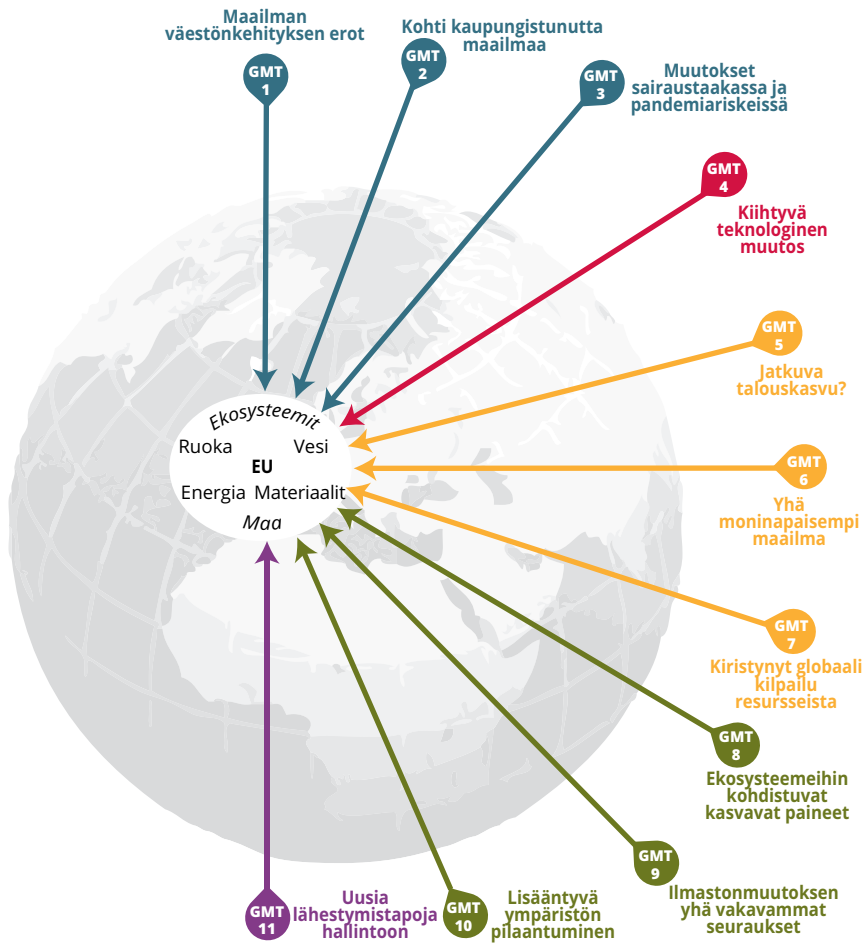 Maailman
väestönkehityksen erot
GMT
1
Kohti kaupungistunutta
maailmaa
GMT
2
Muutokset
sairaustaakassa ja
pandemiariskeissä
GMT
3
GMT
4
Kiihtyvä
teknologinen
muutos
GMT
5
Jatkuva
talouskasvu?
GMT
6
Yhä
moninapaisempi
maailma
GMT
7
Kiristynyt globaali
kilpailu
resursseista
GMT
8
Ekosysteemeihin
kohdistuvat
kasvavat paineet
GMT
9
Ilmastonmuutoksen
yhä vakavammat
seuraukset
GMT
10
Lisääntyvä
ympäristön
pilaantuminen
GMT
11
Uusia
lähestymistapoja
hallintoon
Ekosysteemit
Ruoka Vesi
EU
Energia Materiaalit
Maa